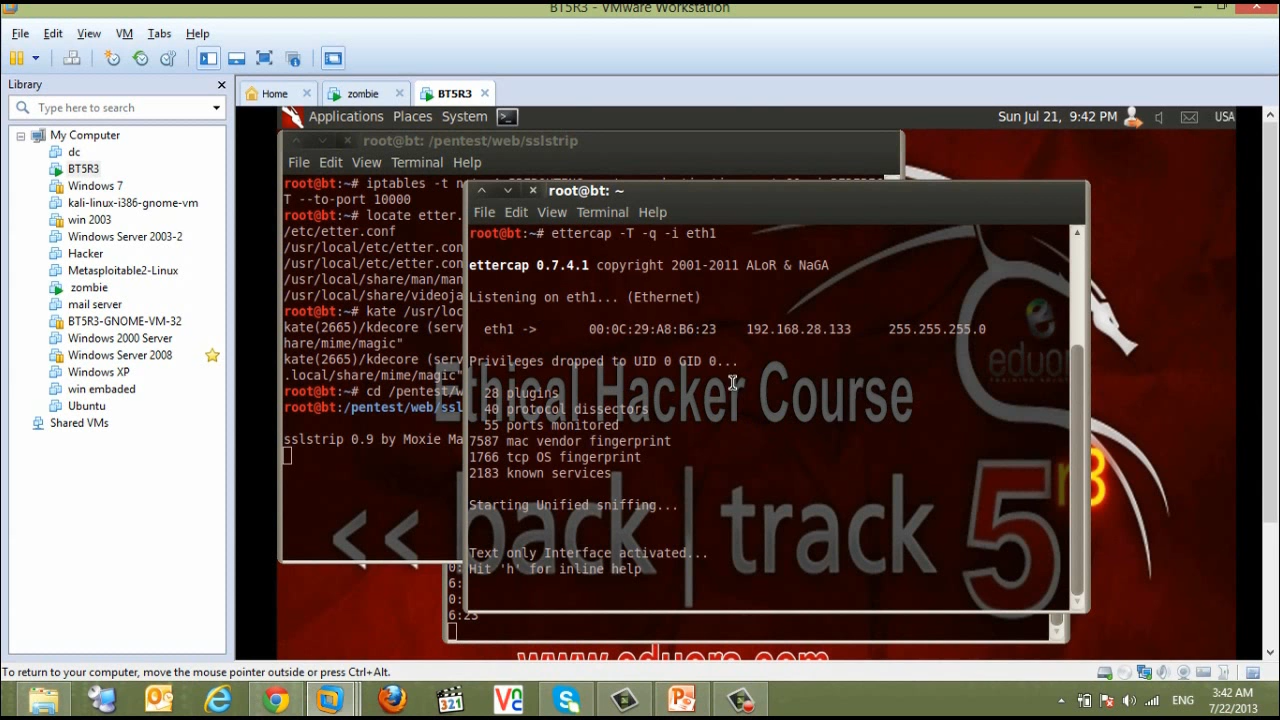 BT5R3 - VMware Workstation
File Edit View VM Tabs Help
Library
Type here to search
My Computer
dc
BT5R3
Windows 7
kali-linux-i386-gnome-vm
win 2003
Windows Server 2003-2
Hacker
Metasploitable2-Linux
zombie
mail server
BT5R3-GNOME-VM-32
Windows 2000 Server
Windows Server 2008
Windows XP
win embaded
Ubuntu
Shared VMs
Home zombie BT5R3
Applications Places System >_ Sun Jul 21, 9:42 PM USA
root@bt: /pentest/web/sslstrip
File Edit View Terminal Help
root@bt:~# iptables -t
T --to-port 10000
root@bt:~# locate etter.
/etc/etter.conf
/usr/local/etc/etter.con
/usr/local/etc/etter.con
/usr/local/share/man/man
/usr/local/share/videoja
root@bt:~# kate /usr/loc
kate(2665)/kdecore (serv
hare/mime/magic"
kate(2665)/kdecore (serv
.local/share/mime/magic"
root@bt:~# cd /pentest/w
root@bt:/pentest/web/ssl
sslstrip 0.9 by Moxie Ma
root@bt: ~
File Edit View Terminal Help
root@bt:~# ettercap -T -q -i eth1
ettercap 0.7.4.1 copyright 2001-2011 ALoR & NaGA
Listening on eth1... (Ethernet)
eth1 -> 00:0C:29:A8:B6:23 192.168.28.133 255.255.255.0
Privileges dropped to UID 0 GID 0...
28 plugins
40 protocol dissectors
55 ports monitored
7587 mac vendor fingerprint
1766 tcp OS fingerprint
2183 known services
Starting Unified sniffing...
Text only Interface activated...
Hit 'h' for inline help
0:
6:
0:
6:23
Ethical Hacker Course
<< back | track 5 r3
www.eduors.com
To return to your computer, move the mouse pointer outside or press Ctrl+Alt.
321
ENG
3:42 AM
7/22/2013